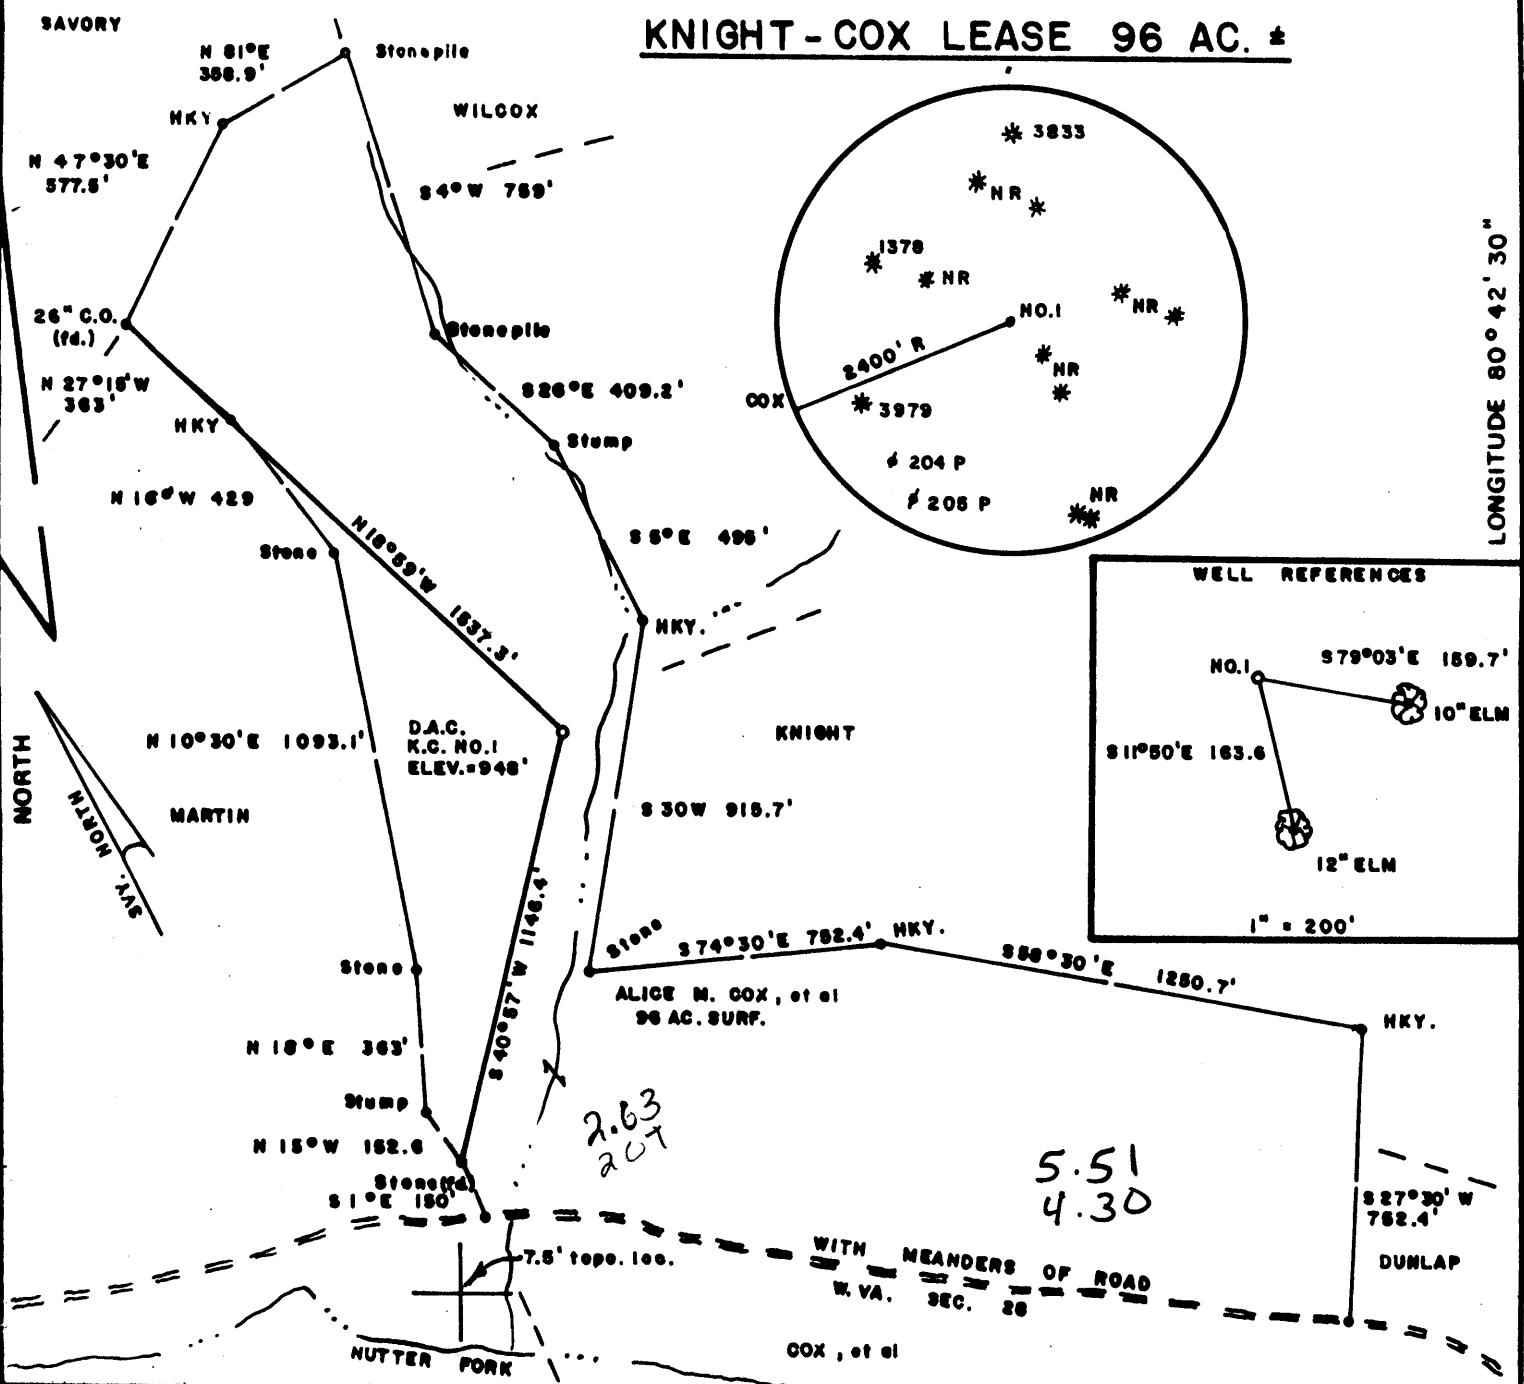 KNIGHT - COX LEASE 96 AC. ±
SAVORY
N 81° E
358.9'
Stonepile
HKY
WILCOX
N 47°30'E
577.5'
S 4° W 759'
26" C.O.
(fd.)
Stonepile
N 27°15'W
363'
HKY
S 26° E 409.2'
Stump
N 16° W 429
N 18°59'W 1537.3'
Stone
S 5° E 495'
HKY.
3833
NR
1378
NR
NR
NO.1
2400' R
NR
COX
3979
204 P
205 P
NR
LONGITUDE 80° 42' 30"
WELL REFERENCES
NO.1
S 79°03'E 159.7'
10" ELM
S 11°50'E 163.6
12" ELM
1" = 200'
NORTH
SVY. NORTH
N 10°30'E 1093.1'
D.A.C.
K.C. NO.1
ELEV.=948'
KNIGHT
MARTIN
S 30W 915.7'
S 40°57'W 1146.4'
Stone
Stone
S 74°30'E 752.4'
HKY.
S 58°30'E 1250.7'
HKY.
ALICE M. COX, et al
96 AC. SURF.
N 18° E 363'
Stump
N 15° W 152.6
Stone(fd.)
S 1° E 150'
2.63
207
5.51
4.30
S 27°30' W
752.4'
DUNLAP
7.5' topo. loc.
WITH MEANDERS OF ROAD
W. VA. SEC. 26
NUTTER FORK
COX, et al